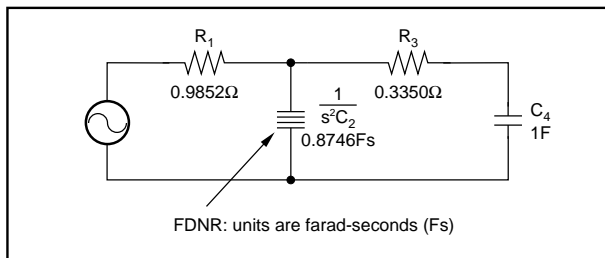 R1
0.9852Ω
R3
0.3350Ω
1
s²C2
0.8746Fs
C4
1F
FDNR: units are farad-seconds (Fs)